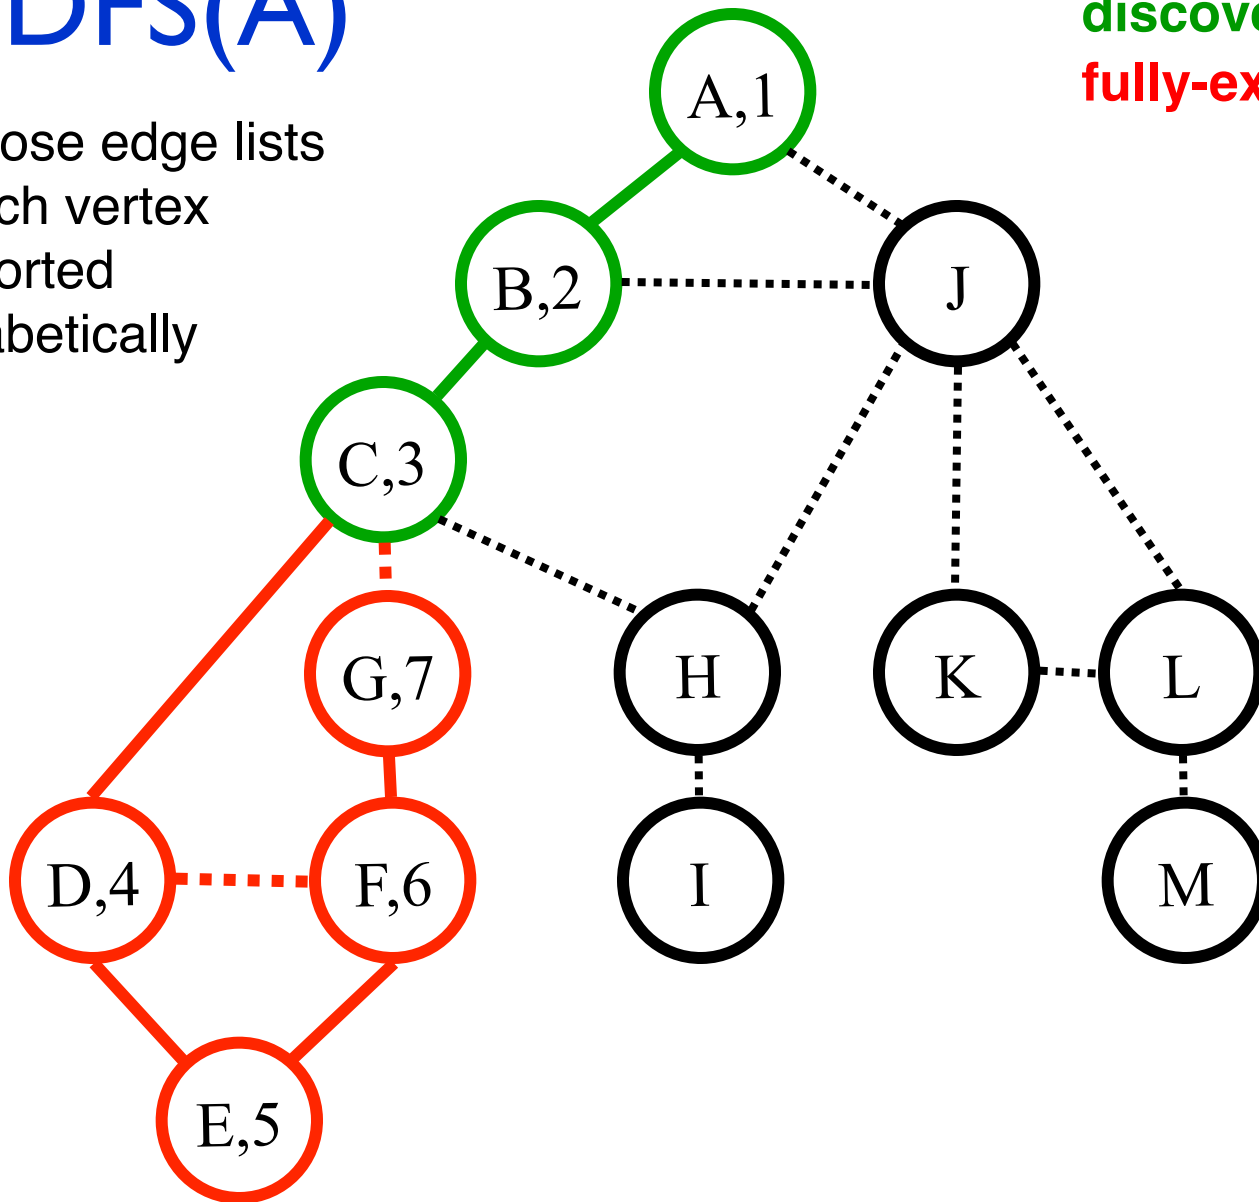 DFS(A)
discove
fully-ex
ose edge lists
ch vertex
orted
abetically
A,1
B,2
J
C,3
G,7
H
K
L
D,4
F,6
I
M
E,5